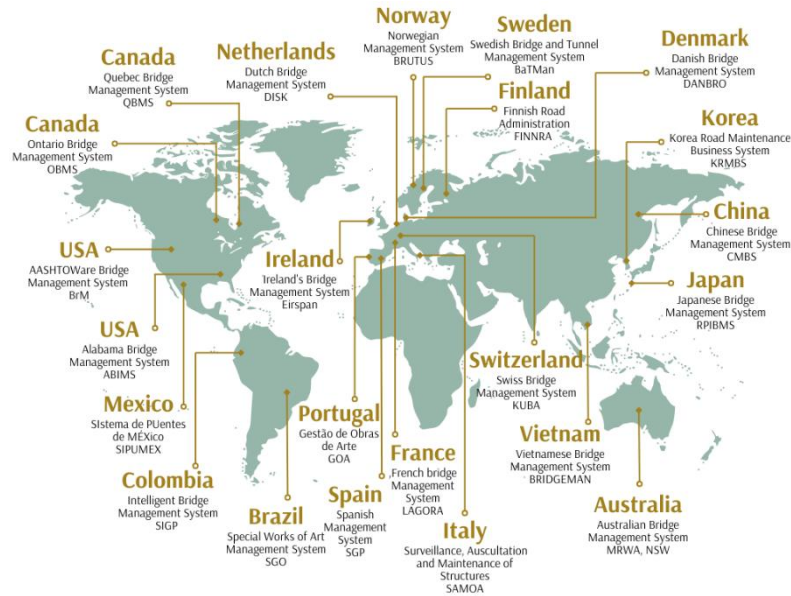 Norway
Norwegian
Management System
BRUTUS
Sweden
Swedish Bridge and Tunnel
Management System
BaTMan
Denmark
Danish Bridge
Management System
DANBRO
Canada
Quebec Bridge
Management System
QBMS
Netherlands
Dutch Bridge
Management System
DISK
Finland
Finnish Road
Administration
FINNRA
Canada
Ontario Bridge
Management System
OBMS
Korea
Korea Road Maintenance
Business System
KRMBS
China
Chinese Bridge
Management System
CMBS
USA
AASHTOWare Bridge
Management System
BrM
Ireland
Ireland's Bridge
Management System
Eirspan
Japan
Japanese Bridge
Management System
RPIBMS
USA
Alabama Bridge
Management System
ABIMS
Switzerland
Swiss Bridge
Management System
KUBA
Mexico
SIstema de PUentes
de MÉXico
SIPUMEX
Portugal
Gestão de Obras
de Arte
GOA
Vietnam
Vietnamese Bridge
Management System
BRIDGEMAN
France
French bridge
Management
System
LAGORA
Colombia
Intelligent Bridge
Management System
SIGP
Spain
Spanish
Management
System
SGP
Australia
Australian Bridge
Management System
MRWA, NSW
Brazil
Special Works of Art
Management System
SGO
Italy
Surveillance, Auscultation
and Maintenance of
Structures
SAMOA